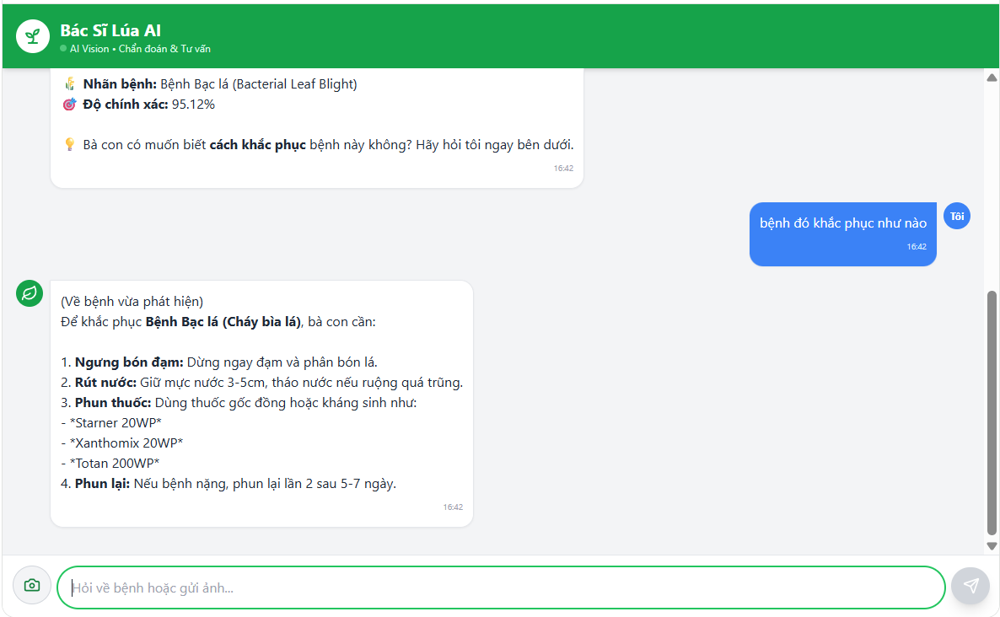 Bác Sĩ Lúa AI
AI Vision • Chẩn đoán & Tư vấn
Nhãn bệnh: Bệnh Bạc lá (Bacterial Leaf Blight)
Độ chính xác: 95.12%
Bà con có muốn biết cách khắc phục bệnh này không? Hãy hỏi tôi ngay bên dưới.
16:42
bệnh đó khắc phục như nào
Tôi
16:42
(Về bệnh vừa phát hiện)
Để khắc phục Bệnh Bạc lá (Cháy bìa lá), bà con cần:
1. Ngưng bón đạm: Dừng ngay đạm và phân bón lá.
2. Rút nước: Giữ mực nước 3-5cm, tháo nước nếu ruộng quá trũng.
3. Phun thuốc: Dùng thuốc gốc đồng hoặc kháng sinh như:
- *Starner 20WP*
- *Xanthomix 20WP*
- *Totan 200WP*
4. Phun lại: Nếu bệnh nặng, phun lại lần 2 sau 5-7 ngày.
16:42
Hỏi về bệnh hoặc gửi ảnh...